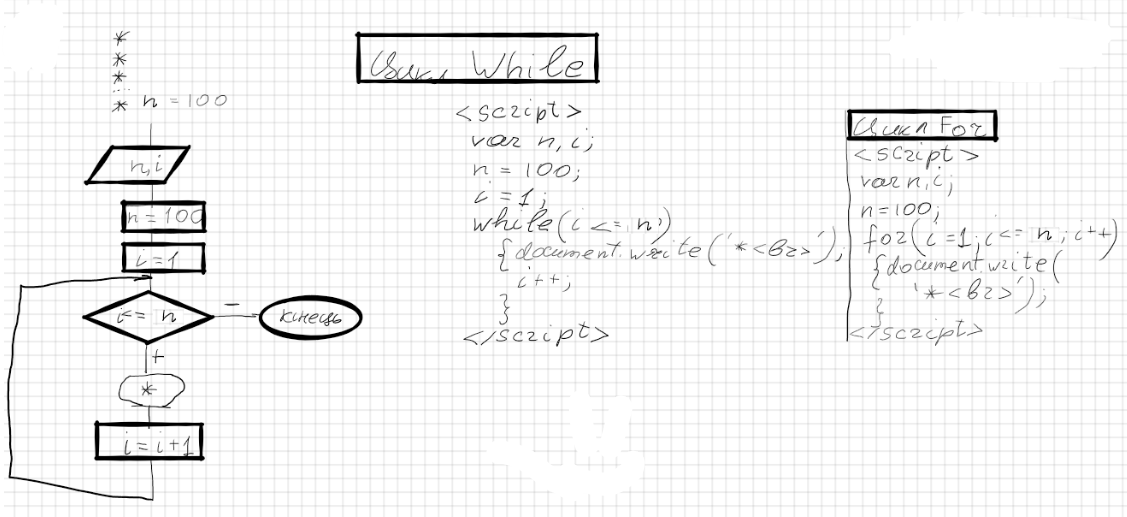 *
*
*
...
* n = 100
n, i
n = 100
i = 1
i <= n
-
кінець
+
*
i = i + 1
Цикл While
<script>
var n, i;
n = 100;
i = 1;
while(i <= n)
{document.write('*<br>');
i++;
}
</script>
Цикл For
<script>
var n, i;
n=100;
for(i=1; i<= n; i++)
{document.write(
'*<br>');
}
</script>